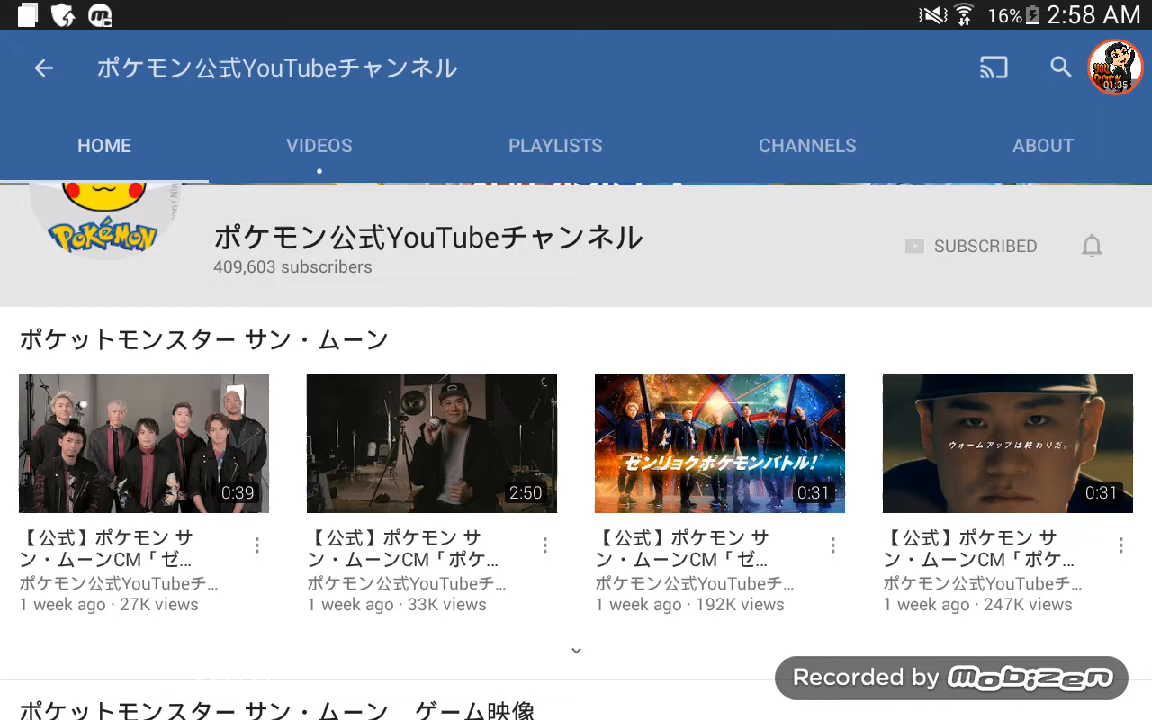 16% 2:58 AM
ポケモン公式YouTubeチャンネル
01:35
HOME VIDEOS PLAYLISTS CHANNELS ABOUT
POKéMON
ポケモン公式YouTubeチャンネル
409,603 subscribers
SUBSCRIBED
ポケットモンスター サン・ムーン
0:39
2:50
ゼンリョクポケモンバトル!
0:31
ウォームアップは終わりだ。
0:31
【公式】ポケモン サ
ン・ムーンCM「ゼ...
ポケモン公式YouTubeチ...
1 week ago · 27K views
【公式】ポケモン サ
ン・ムーンCM「ポケ...
ポケモン公式YouTubeチ...
1 week ago · 33K views
【公式】ポケモン サ
ン・ムーンCM「ゼ...
ポケモン公式YouTubeチ...
1 week ago · 192K views
【公式】ポケモン サ
ン・ムーンCM「ポケ...
ポケモン公式YouTubeチ...
1 week ago · 247K views
Recorded by mobizen
ポケットモンスター サン・ムーン ゲーム映像